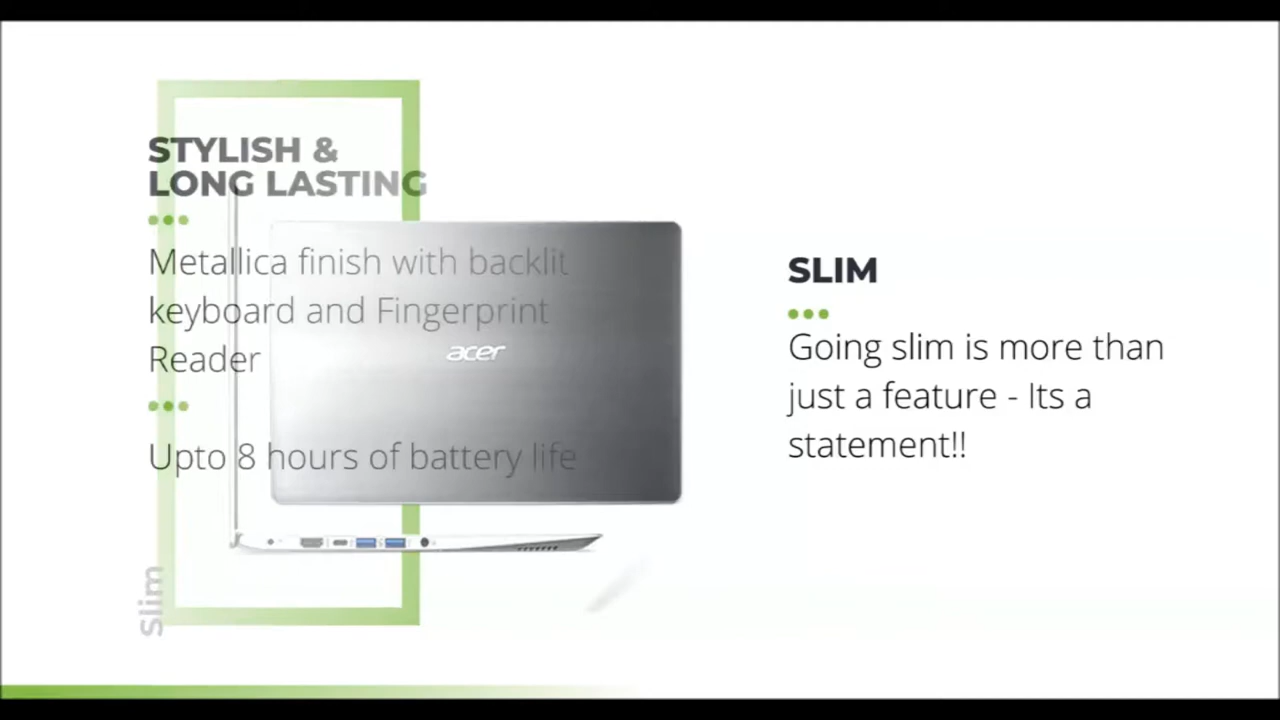 STYLISH &
LONG LASTING
Metallica finish with backlit
keyboard and Fingerprint
Reader
Upto 8 hours of battery life
acer
Slim
SLIM
Going slim is more than
just a feature - Its a
statement!!